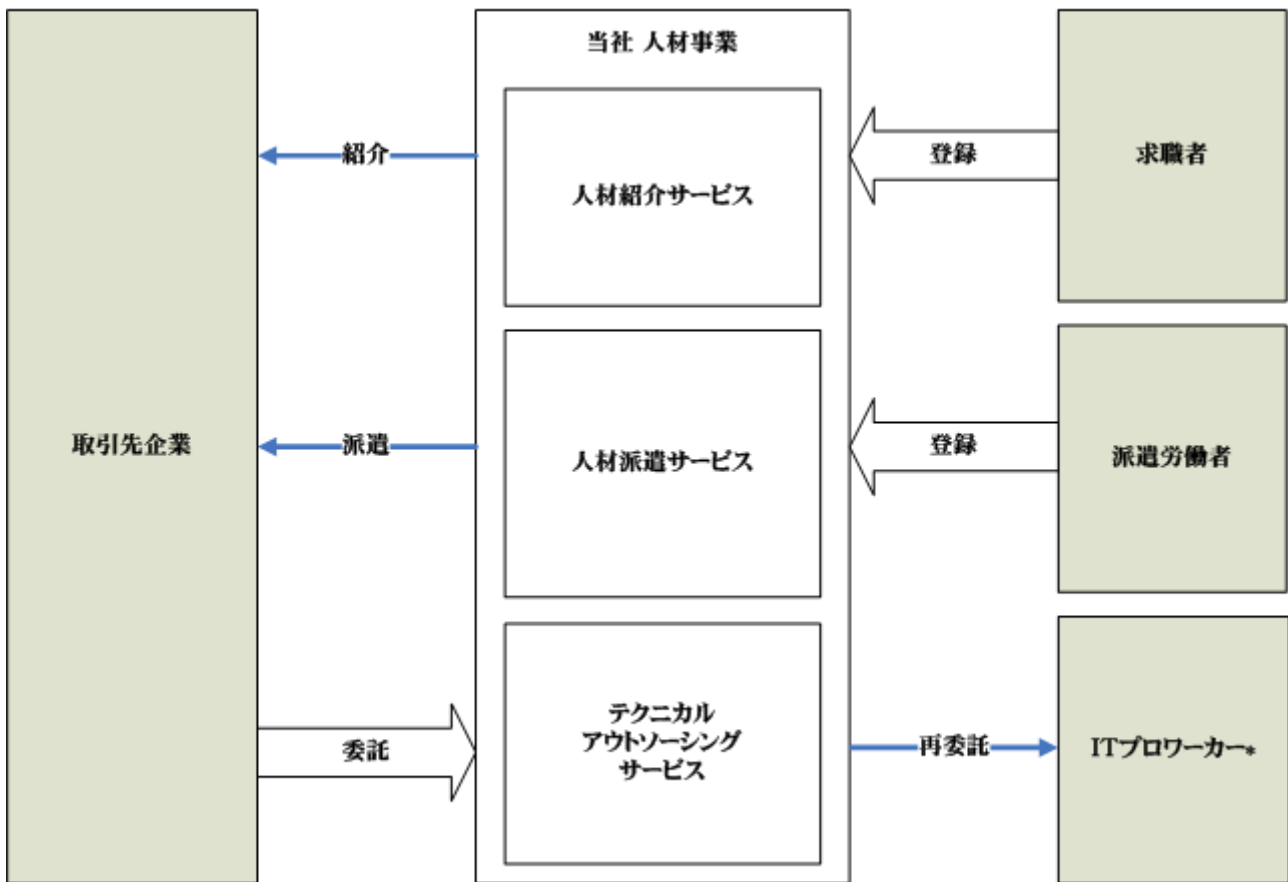 当社 人材事業
紹介
人材紹介サービス
登録
求職者
取引先企業
派遣
人材派遣サービス
登録
派遣労働者
委託
テクニカル
アウトソーシング
サービス
再委託
ITプロワーカー*